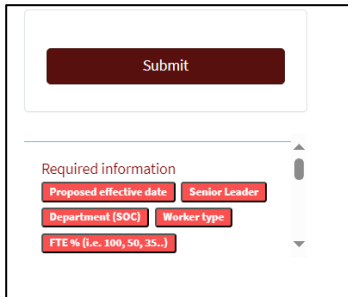 Submit
Required information
Proposed effective date Senior Leader
Department (SOC) Worker type
FTE % (i.e. 100, 50, 35..)